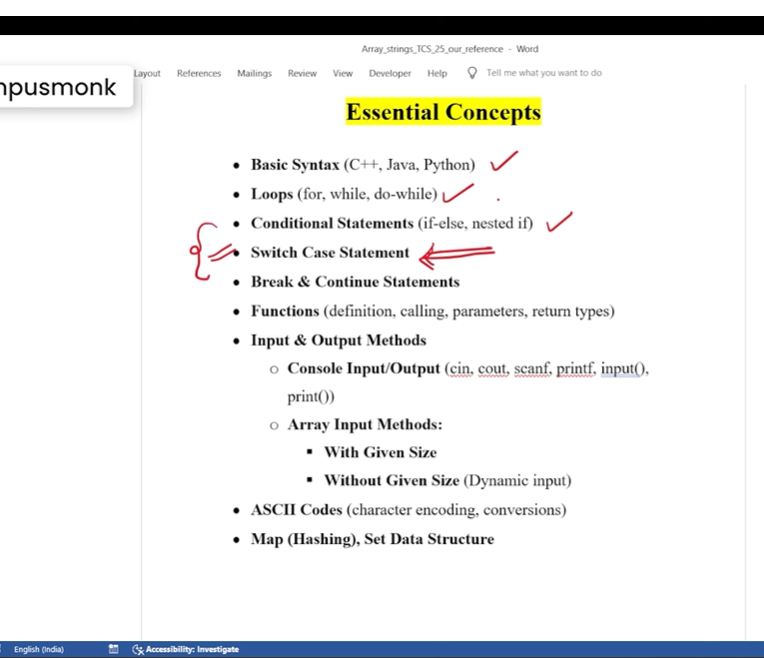 Array_strings_TCS_25_our_reference - Word
Layout References Mailings Review View Developer Help Tell me what you want to do
mpusmonk
Essential Concepts
• Basic Syntax (C++, Java, Python)
• Loops (for, while, do-while)
• Conditional Statements (if-else, nested if)
• Switch Case Statement
• Break & Continue Statements
• Functions (definition, calling, parameters, return types)
• Input & Output Methods
o Console Input/Output (cin, cout, scanf, printf, input(),
print())
o Array Input Methods:
▪ With Given Size
▪ Without Given Size (Dynamic input)
• ASCII Codes (character encoding, conversions)
• Map (Hashing), Set Data Structure
English (India) Accessibility: Investigate